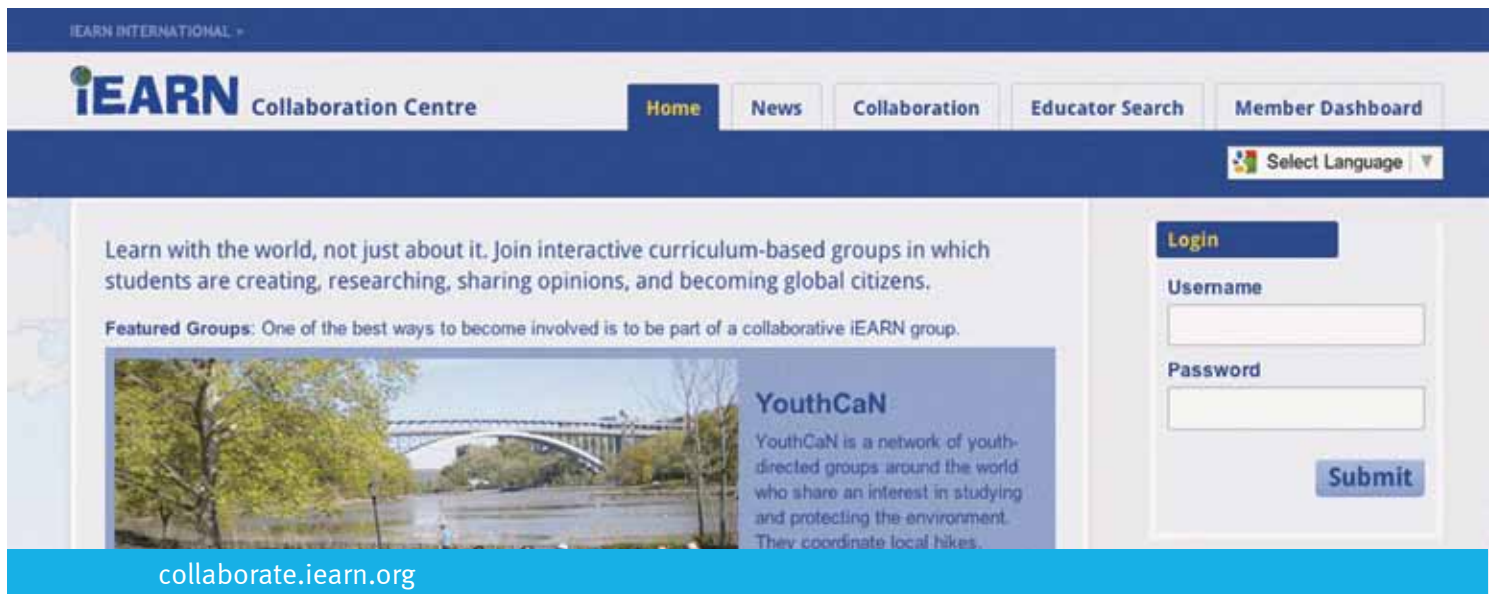 IEARN INTERNATIONAL »
iEARN Collaboration Centre
Home News Collaboration Educator Search Member Dashboard
Select Language ▼
Learn with the world, not just about it. Join interactive curriculum-based groups in which
students are creating, researching, sharing opinions, and becoming global citizens.
Featured Groups: One of the best ways to become involved is to be part of a collaborative iEARN group.
YouthCaN
YouthCaN is a network of youth-
directed groups around the world
who share an interest in studying
and protecting the environment.
They coordinate local hikes,
Login
Username
Password
Submit
collaborate.iearn.org